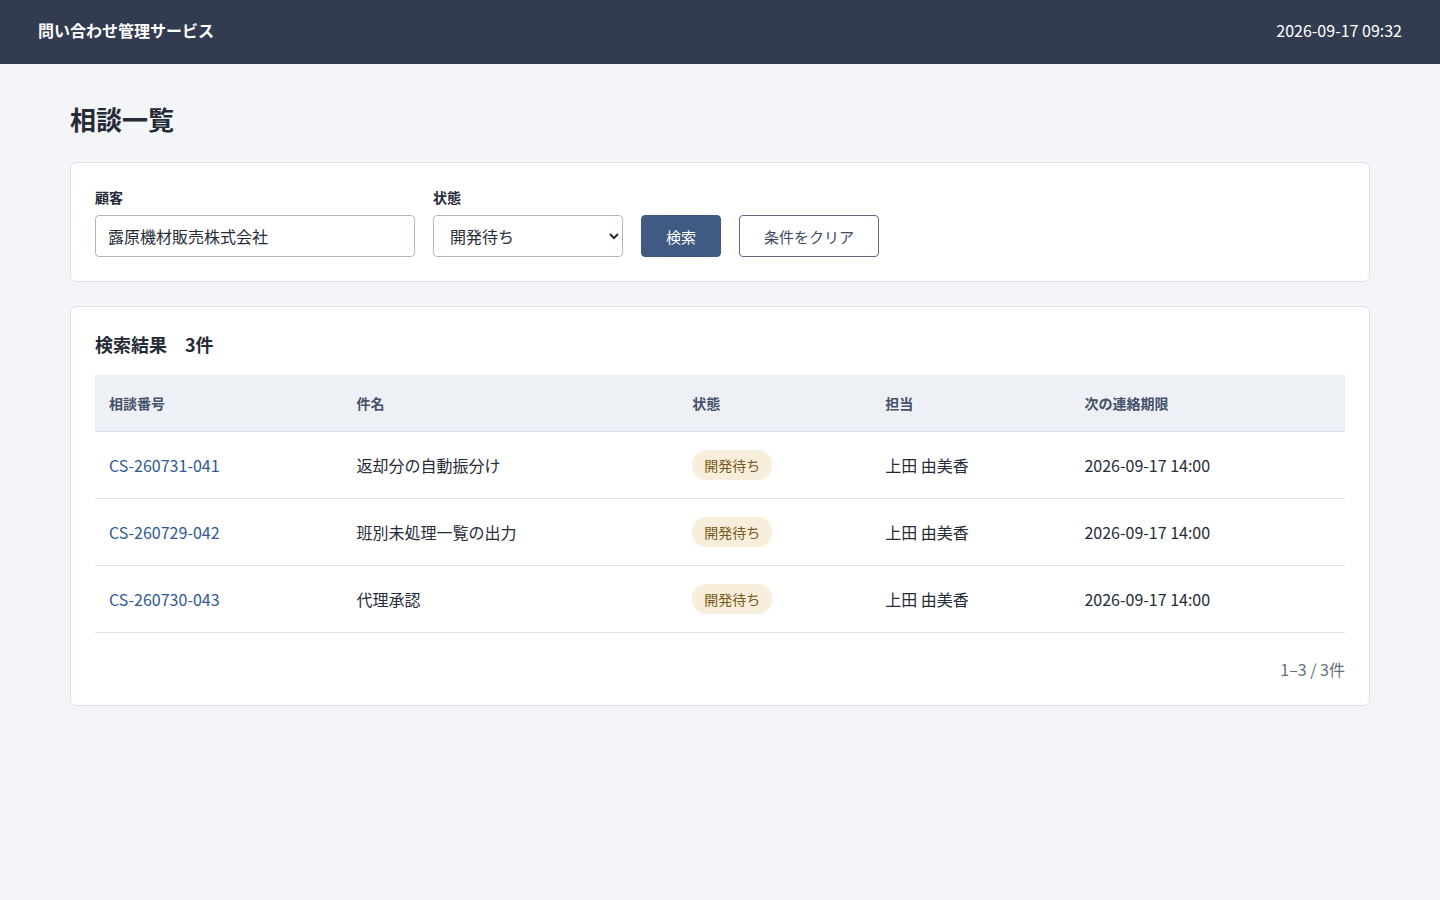 問い合わせ管理サービス 2026-09-17 09:32
相談一覧
顧客 状態
露原機材販売株式会社 開発待ち 検索 条件をクリア
検索結果 3件
相談番号 件名 状態 担当 次の連絡期限
CS-260731-041 返却分の自動振分け 開発待ち 上田 由美香 2026-09-17 14:00
CS-260729-042 班別未処理一覧の出力 開発待ち 上田 由美香 2026-09-17 14:00
CS-260730-043 代理承認 開発待ち 上田 由美香 2026-09-17 14:00
1–3 / 3件